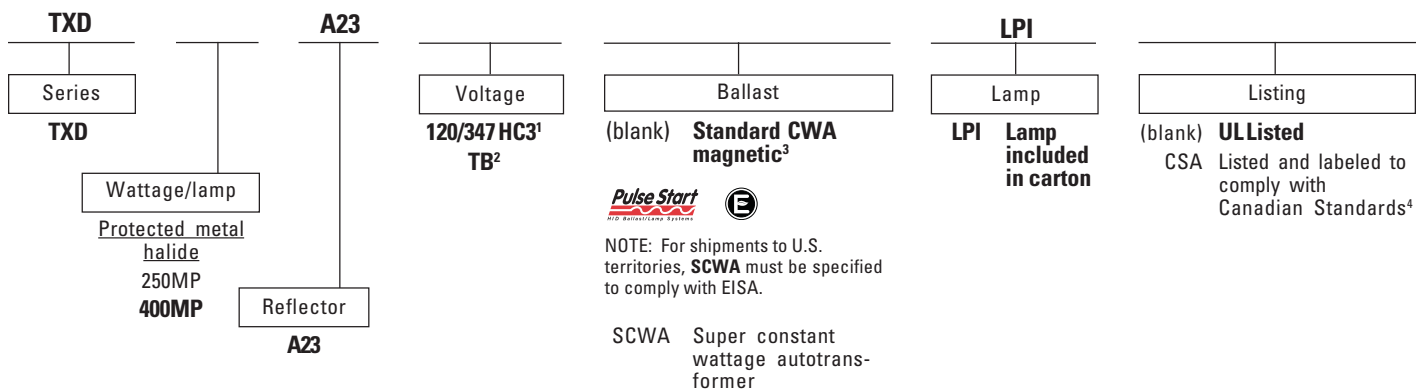 TXD A23 LPI
Series
TXD
Wattage/lamp
Protected metal
halide
250MP
400MP
Reflector
A23
Voltage
120/347 HC3¹
TB²
Ballast
(blank) Standard CWA
magnetic³
Pulse Start
H/D Ballast/Lamp Systems
E
NOTE: For shipments to U.S.
territories, SCWA must be specified
to comply with EISA.
SCWA Super constant
wattage autotrans-
former
Lamp
LPI Lamp
included
in carton
Listing
(blank) UL Listed
CSA Listed and labeled to
comply with
Canadian Standards⁴